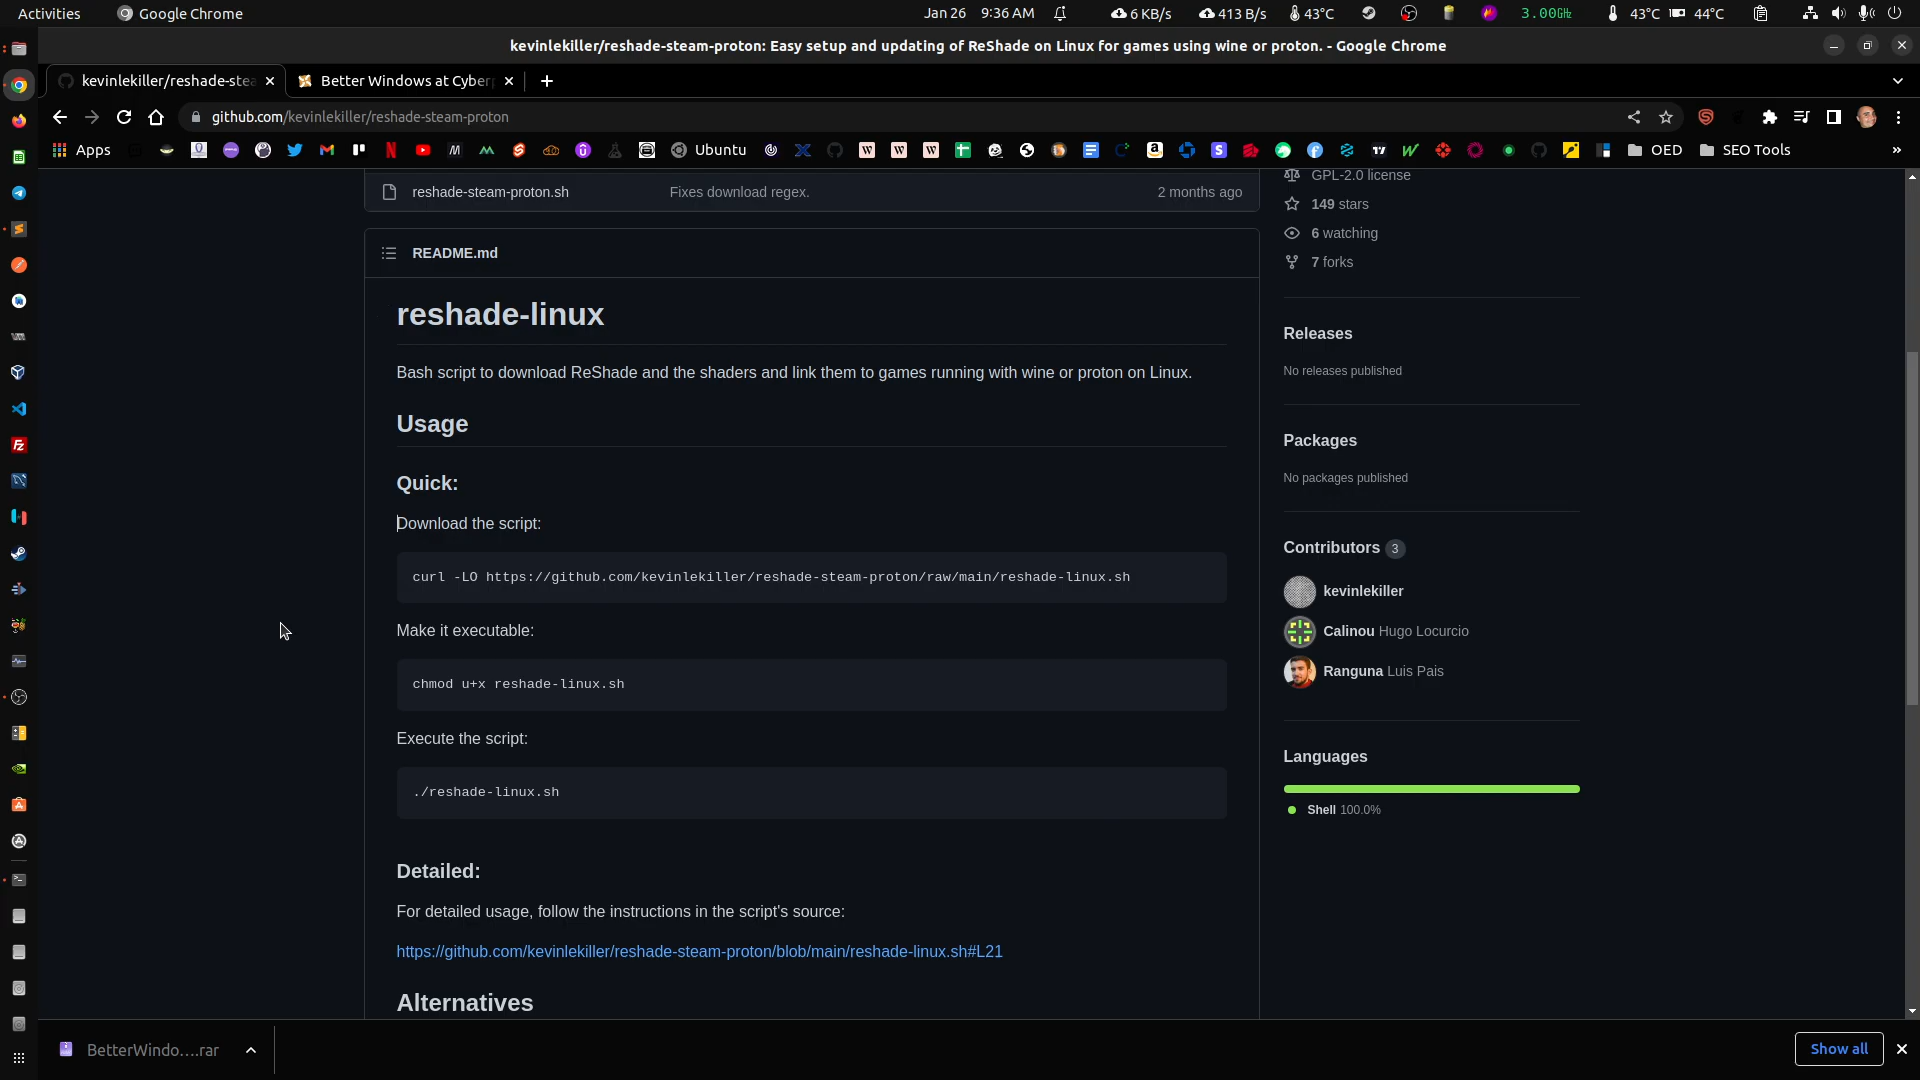 Activities
Google Chrome
Jan 26 9:36 AM
6 KB/s
413 B/s
43°C
3.00GHz
43°C
44°C
kevinlekiller/reshade-steam-proton: Easy setup and updating of ReShade on Linux for games using wine or proton. - Google Chrome
kevinlekiller/reshade-stea
Better Windows at Cyber
github.com/kevinlekiller/reshade-steam-proton
Apps
Ubuntu
OED
SEO Tools
»
reshade-steam-proton.sh
Fixes download regex.
2 months ago
README.md
reshade-linux
Bash script to download ReShade and the shaders and link them to games running with wine or proton on Linux.
Usage
Quick:
Download the script:
curl -LO https://github.com/kevinlekiller/reshade-steam-proton/raw/main/reshade-linux.sh
Make it executable:
chmod u+x reshade-linux.sh
Execute the script:
./reshade-linux.sh
Detailed:
For detailed usage, follow the instructions in the script's source:
https://github.com/kevinlekiller/reshade-steam-proton/blob/main/reshade-linux.sh#L21
Alternatives
GPL-2.0 license
149 stars
6 watching
7 forks
Releases
No releases published
Packages
No packages published
Contributors 3
kevinlekiller
Calinou Hugo Locurcio
Ranguna Luis Pais
Languages
Shell 100.0%
BetterWindo....rar
Show all